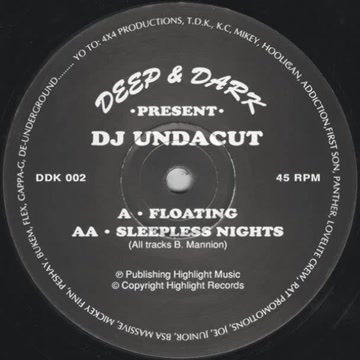 YO TO: 4X4 PRODUCTIONS, T.D.K., K.C, MIKEY, HOOLIGAN, ADDICTION, FIRST SON, PANTHER, LOVELITE CREW, RAT PROMOTIONS, JOE, JUNIOR, BSA MASSIVE, MICKEY FINN, PESHAY, BUKEM, FLEX, GAPPA-G, DE-UNDERGROUND.........
DEEP & DARK
• PRESENT •
DJ UNDACUT
DDK 002
45 RPM
A • FLOATING
AA • SLEEPLESS NIGHTS
(All tracks B. Mannion)
℗ Publishing Highlight Music
© Copyright Highlight Records